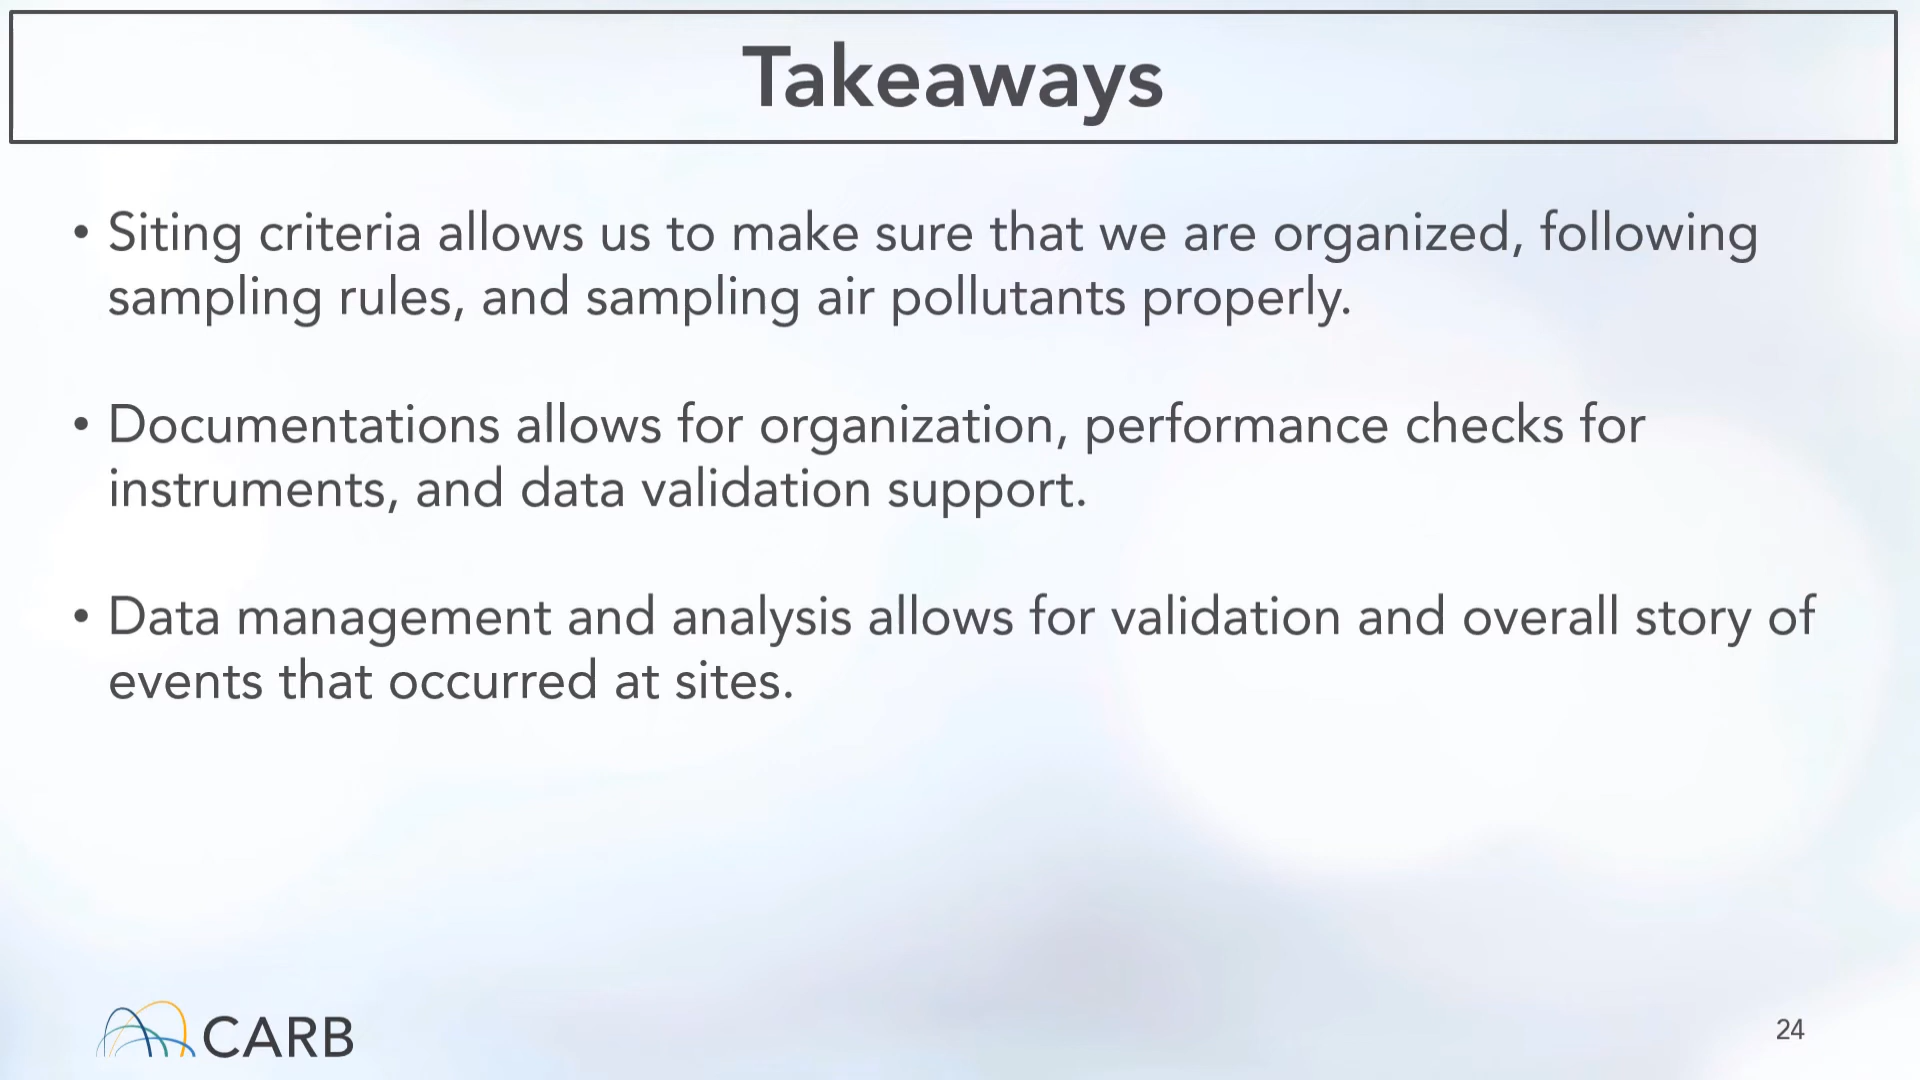 Takeaways
• Siting criteria allows us to make sure that we are organized, following
sampling rules, and sampling air pollutants properly.
• Documentations allows for organization, performance checks for
instruments, and data validation support.
• Data management and analysis allows for validation and overall story of
events that occurred at sites.
CARB
24